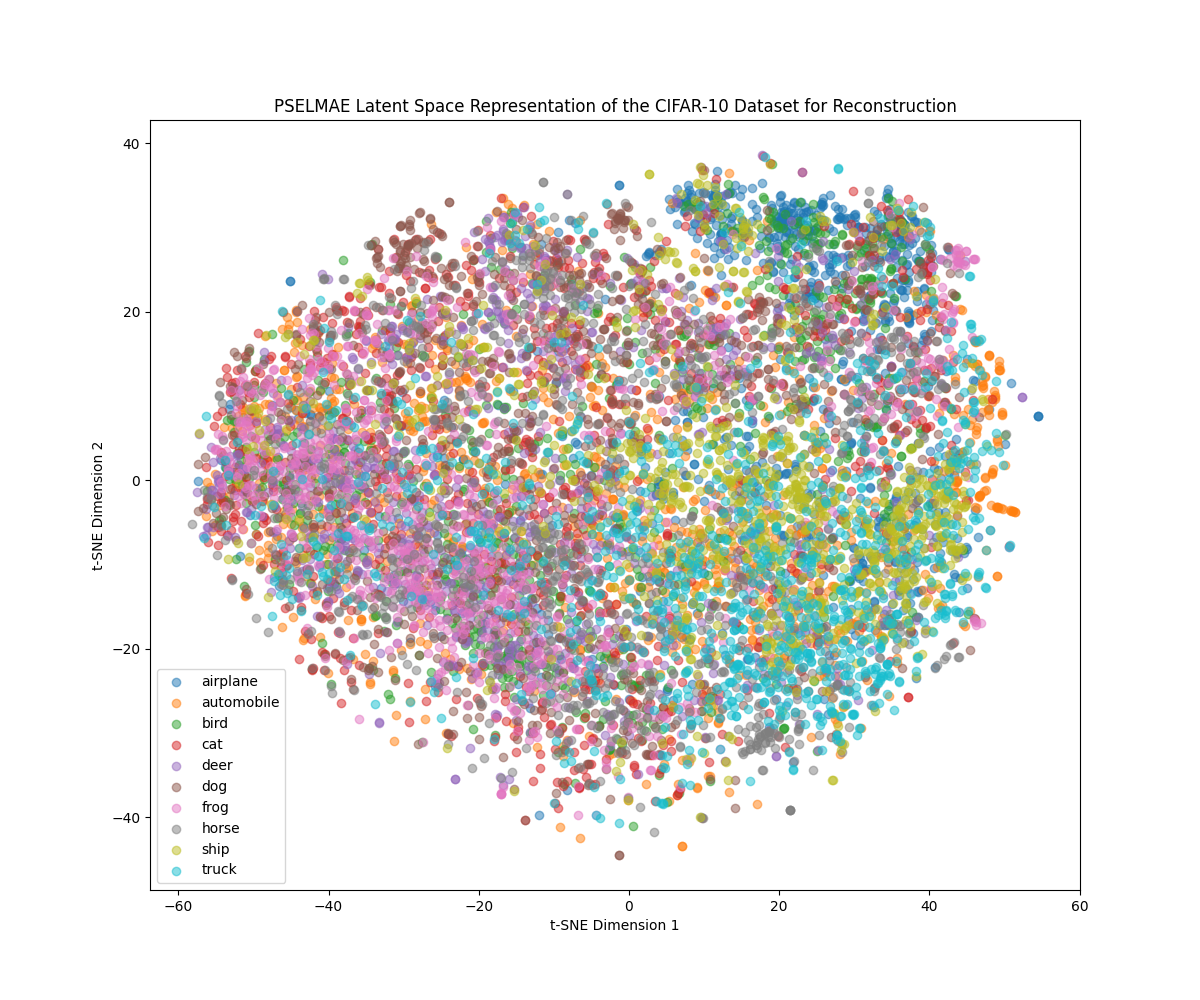 PSELMAE Latent Space Representation of the CIFAR-10 Dataset for Reconstruction
40
20
0
−20
−40
t-SNE Dimension 2
airplane
automobile
bird
cat
deer
dog
frog
horse
ship
truck
−60
−40
−20
0
20
40
60
t-SNE Dimension 1